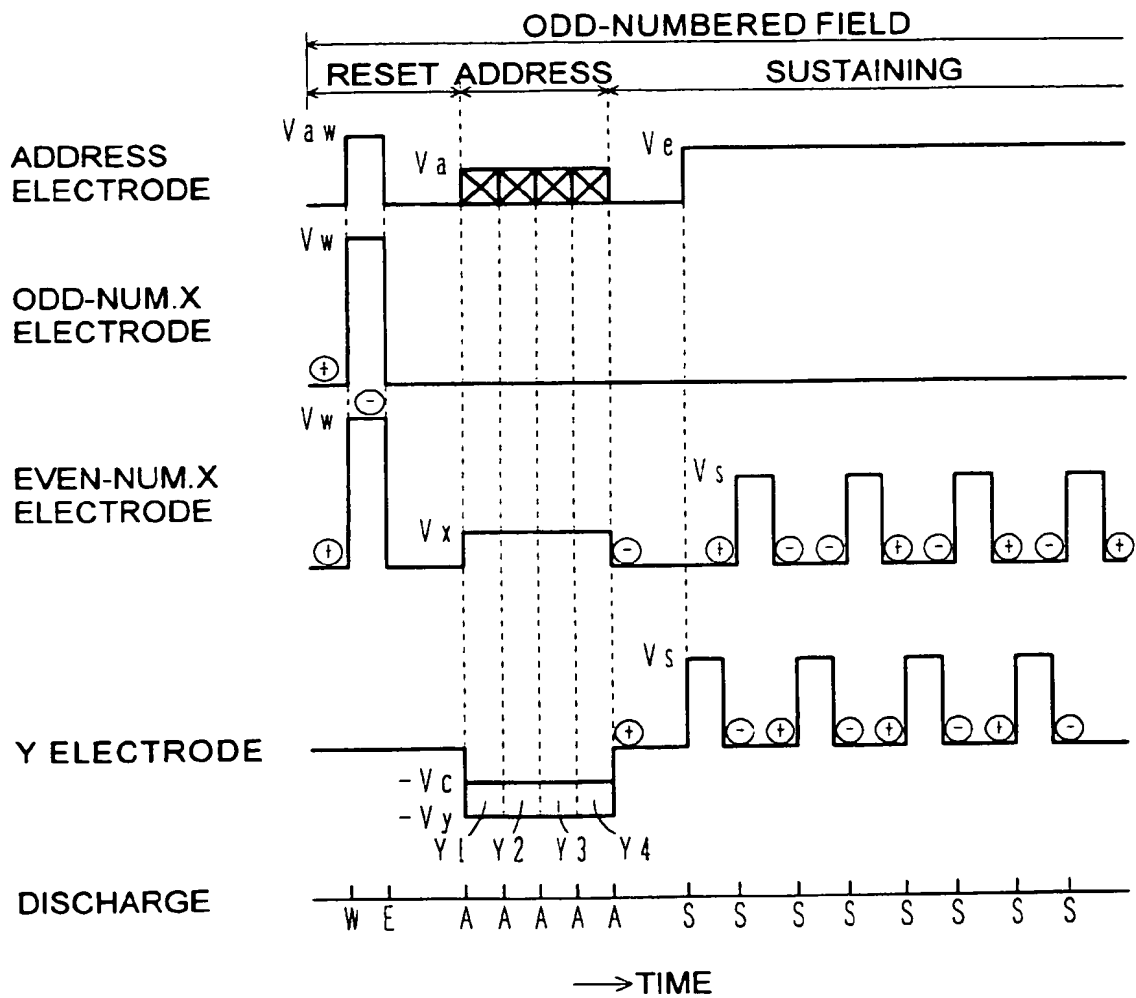 ODD-NUMBERED FIELD
RESET ADDRESS SUSTAINING
Vaw
Va
Ve
ADDRESS
ELECTRODE
Vw
ODD-NUM.X
ELECTRODE
+
-
Vw
EVEN-NUM.X
ELECTRODE
Vs
Vx
+ - + - - + - + - +
Vs
Y ELECTRODE
+ - + - + - + -
-Vc
-Vy
Y1 Y2 Y3 Y4
DISCHARGE
W E A A A A A S S S S S S S S
→TIME